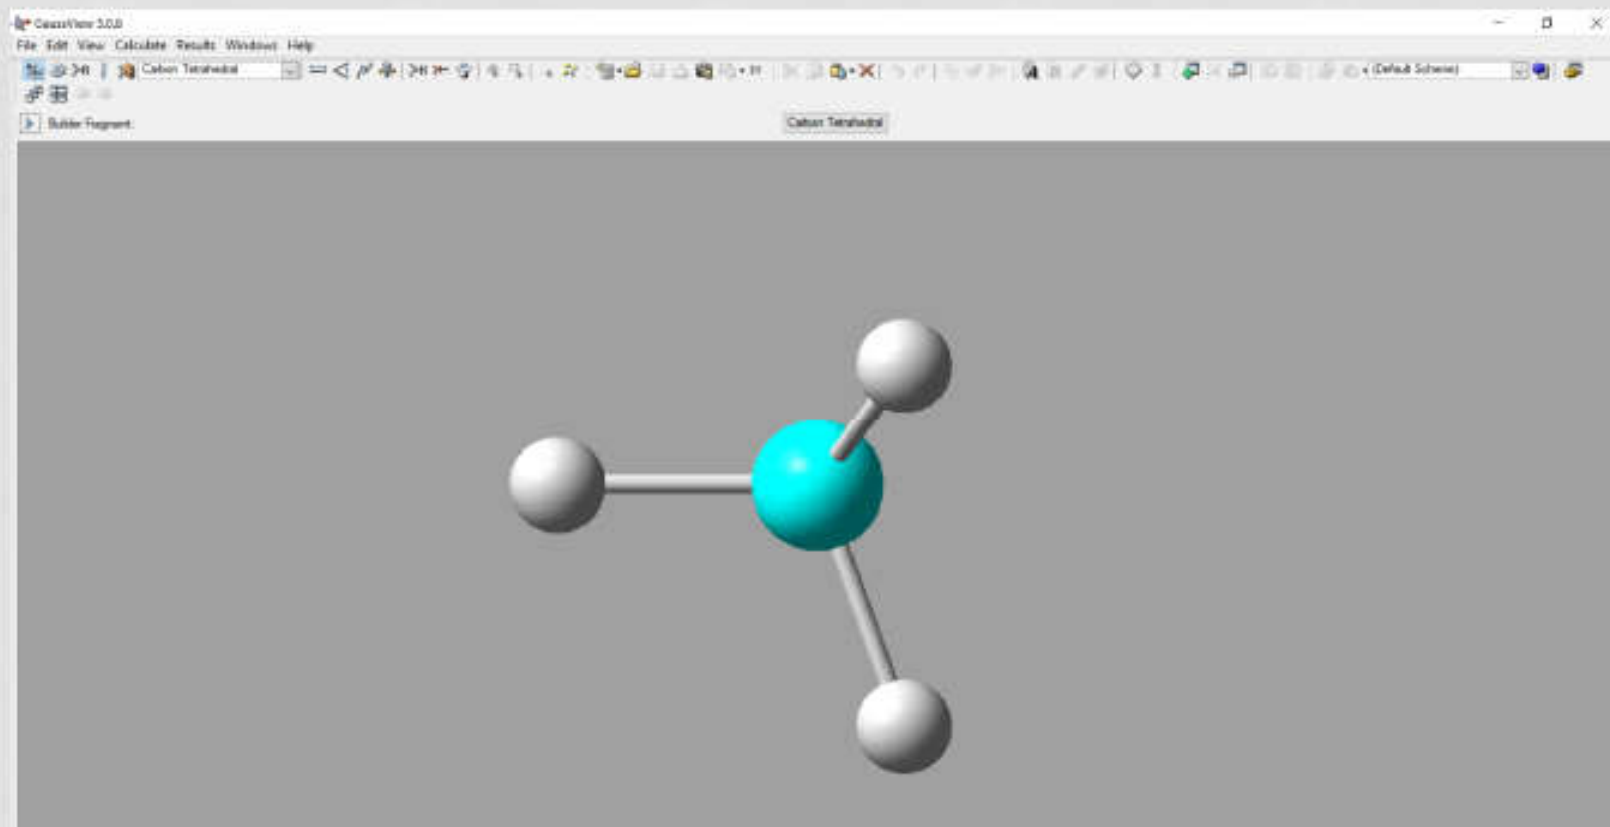 GaussView 5.0.8
File Edit View Calculate Results Windows Help
Carbon Tetrahedral
(Default Scheme)
Builder Fragment:
Carbon Tetrahedral